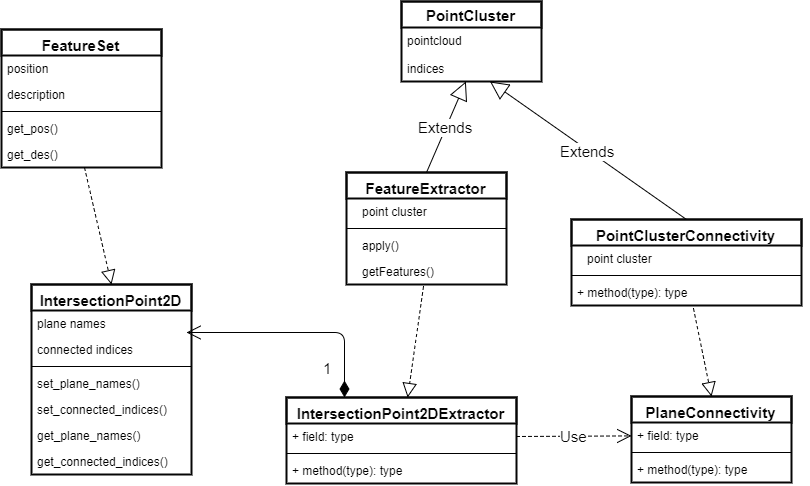 PointCluster
pointcloud
indices
FeatureSet
position
description
get_pos()
get_des()
Extends
Extends
FeatureExtractor
point cluster
apply()
getFeatures()
PointClusterConnectivity
point cluster
+ method(type): type
IntersectionPoint2D
plane names
connected indices
set_plane_names()
set_connected_indices()
get_plane_names()
get_connected_indices()
1
IntersectionPoint2DExtractor
+ field: type
+ method(type): type
Use
PlaneConnectivity
+ field: type
+ method(type): type